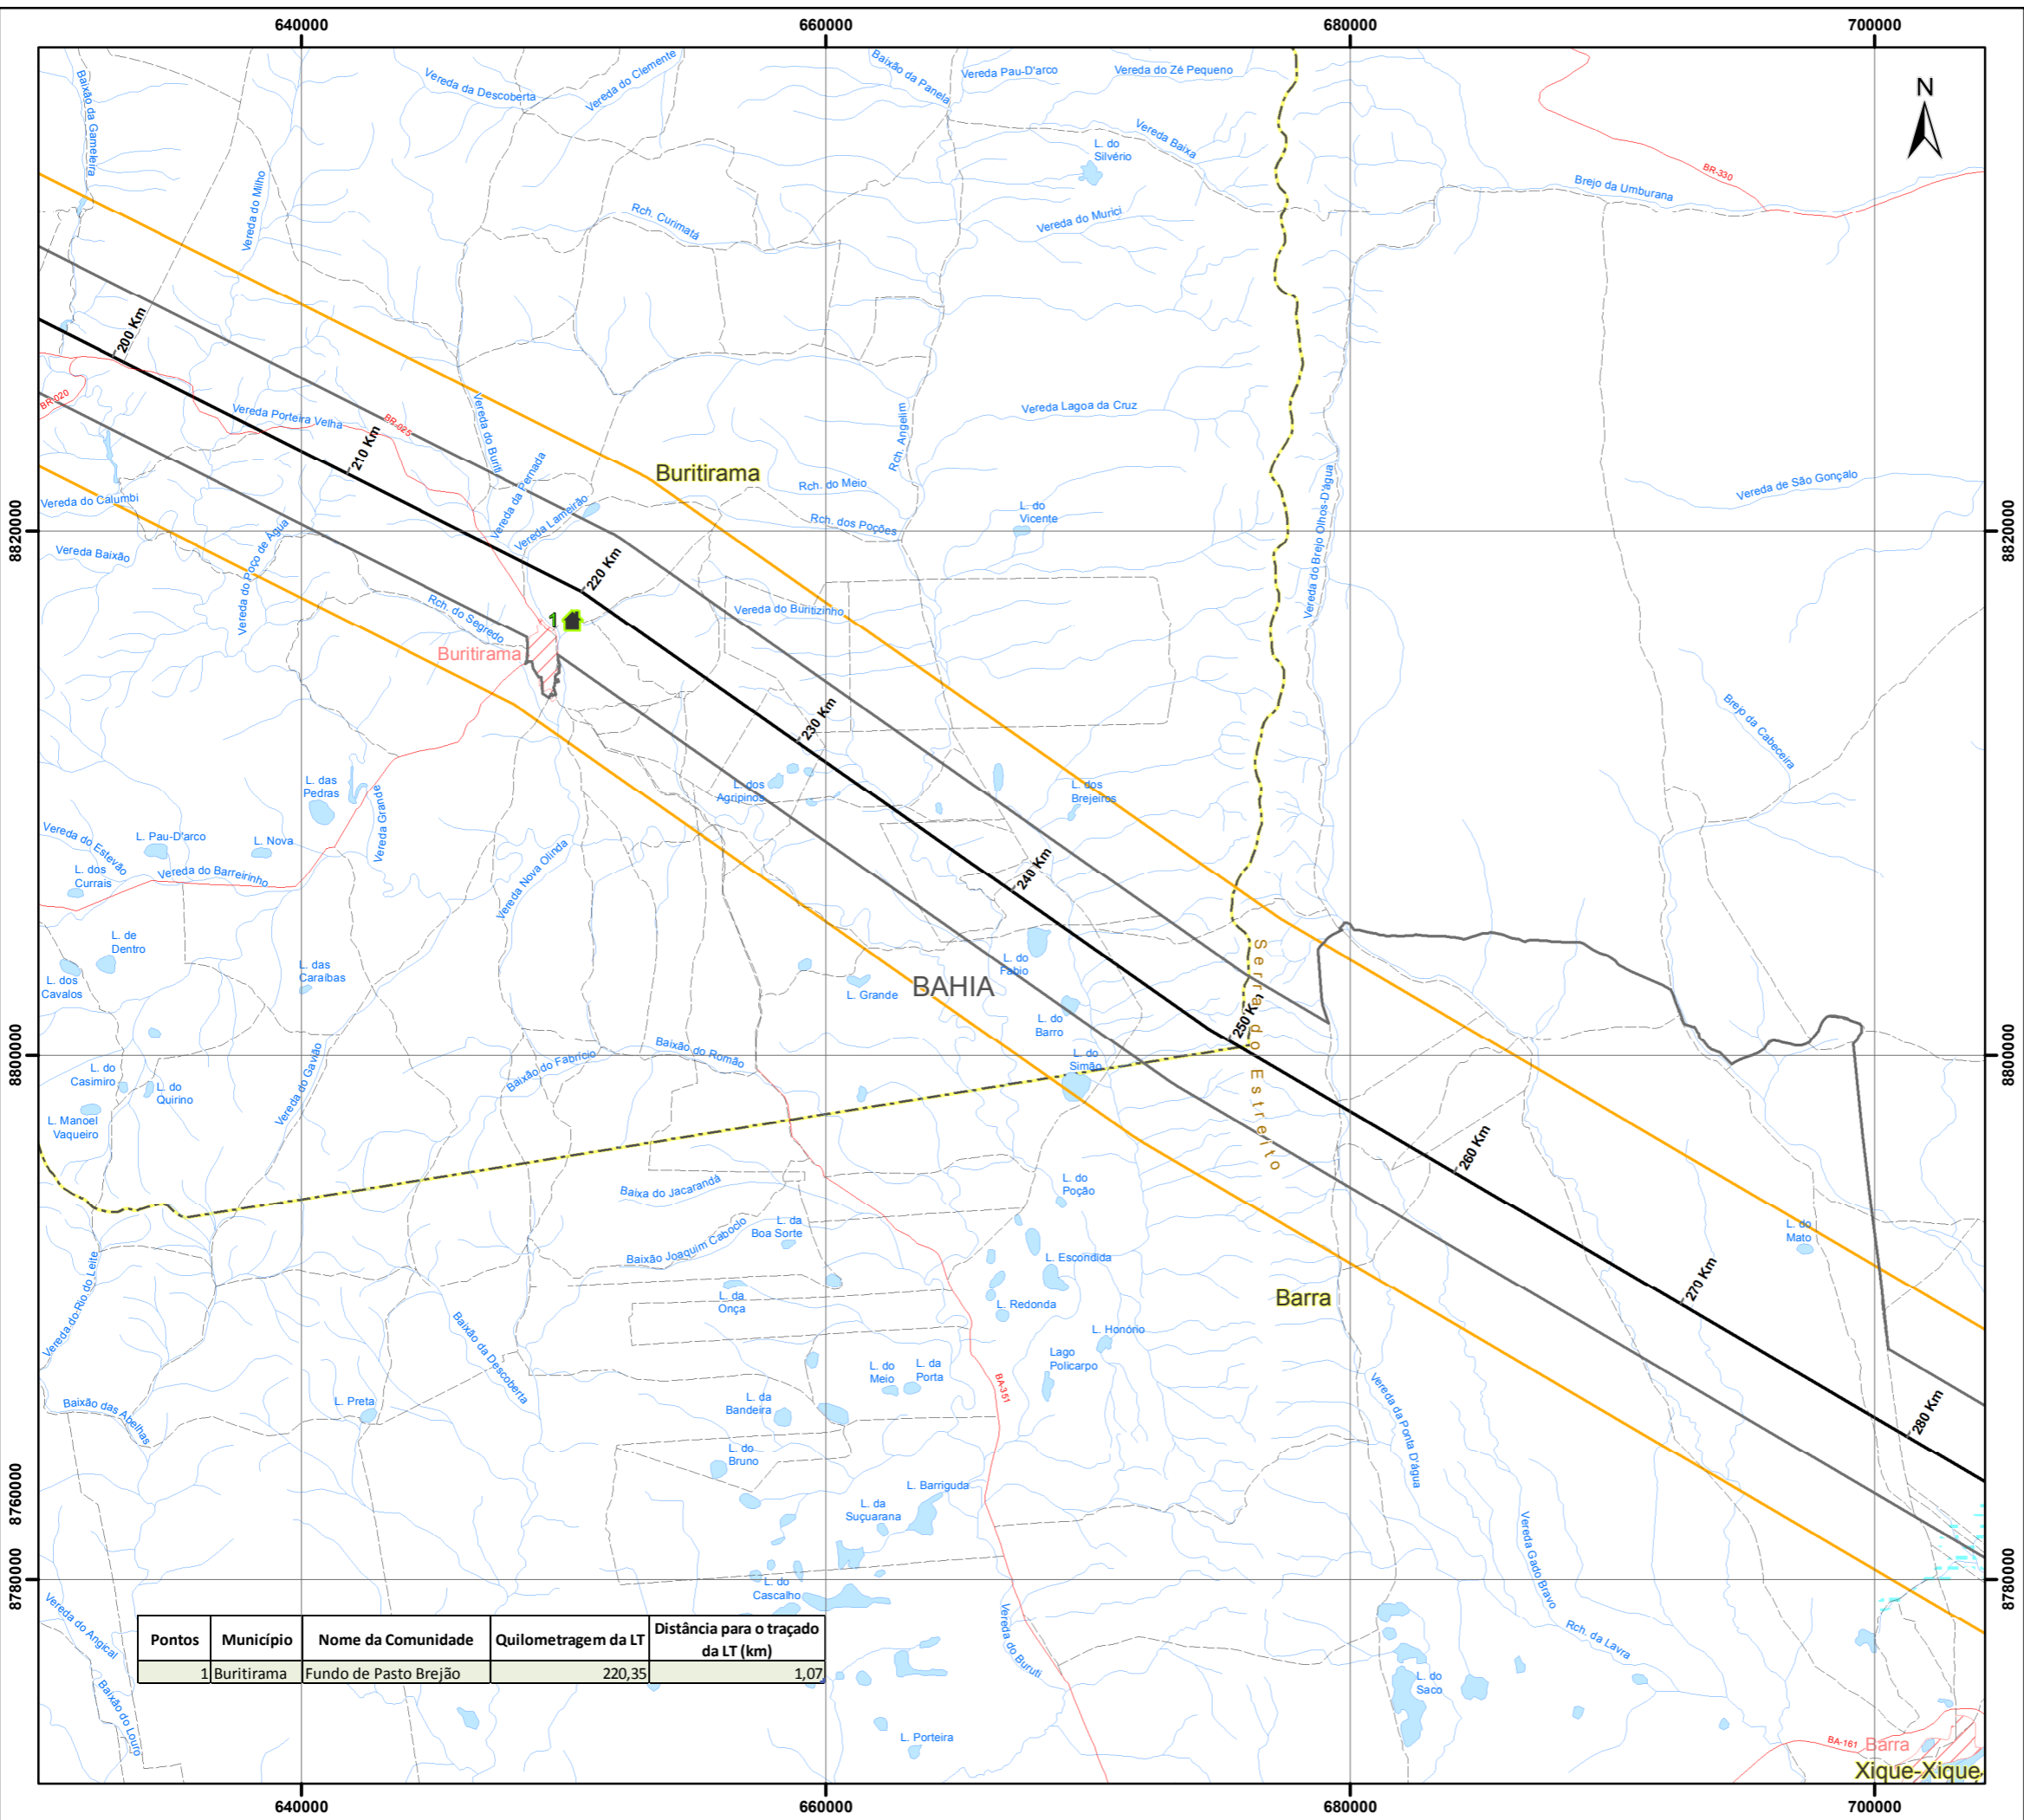 640000
660000
680000
700000
N
Baixão da Gameleira
Vereda da Descoberta
Vereda do Clemente
Baixão da Panela
Vereda Pau-D'arco
Vereda do Zé Pequeno
Vereda Baixa
L. do
Silvério
BR-330
Brejo da Umburana
Vereda do Milho
Rch. Curimatá
Vereda do Murici
200 Km
BR-020
Vereda Porteira Velha
BR-025
210 Km
Vereda do Buriti
Vereda da Pernada
Vereda Lameirão
Rch. Angelim
Vereda Lagoa da Cruz
Buritirama
Rch. do Meio
Rch. dos Poções
L. do
Vicente
Vereda do Brejo Olhos-D'água
Vereda de São Gonçalo
Vereda do Calumbi
Vereda Baixão
Vereda do Poço de Água
8820000
8820000
220 Km
1
Rch. do Segredo
Buritirama
Vereda do Buritizinho
230 Km
Brejo da Cabeceira
L. das
Pedras
Vereda Grande
L. dos
Agripinos
L. dos
Brejeiros
Vereda do Estevão
L. Pau-D'arco
L. Nova
L. dos
Currais
Vereda do Barreirinho
Vereda Nova Olinda
240 Km
L. de
Dentro
L. dos
Cavalos
L. das
Caraíbas
L. Grande
BAHIA
L. do
Fabio
L. do
Barro
L. do
Simão
250 Km
Serra do Estreito
8800000
8800000
L. do
Casimiro
L. do
Quirino
L. Manoel
Vaqueiro
Vereda do Gavião
Baixão do Fabrício
Baixão do Romão
260 Km
Baixa do Jacarandá
L. da
Boa Sorte
Baixão Joaquim Caboclo
L. do
Poção
L. Escondida
L. do
Mato
270 Km
Vereda do Rio do Leite
L. da
Onça
L. Redonda
Barra
Baixão da Descoberta
L. Honório
Lago
Policarpo
L. do
Meio
L. da
Porta
BA-351
Baixão das Abelhas
L. Preta
L. da
Bandeira
Vereda da Ponta D'água
280 Km
L. do
Bruno
L. Barriguda
L. da
Suçuarana
8760000
8780000
8780000
L. do
Cascalho
Vereda Gado Bravo
Rch. da Lavra
Vereda do Buruti
Vereda do Angical
Baixão do Louro
Pontos Município Nome da Comunidade Quilometragem da LT Distância para o traçado
da LT (km)
1 Buritirama Fundo de Pasto Brejão 220,35 1,07
L. do
Saco
L. Porteira
BA-161
Barra
Xique-Xique
640000
660000
680000
700000